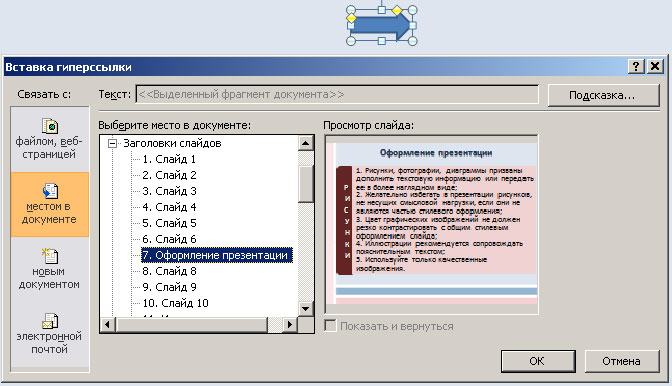 Вставка гиперссылки
Связать с:
Текст: <<Выделенный фрагмент документа>>
Подсказка...
файлом, веб-
страницей
местом в
документе
новым
документом
электронной
почтой
Выберите место в документе:
Заголовки слайдов
1. Слайд 1
2. Слайд 2
3. Слайд 3
4. Слайд 4
5. Слайд 5
6. Слайд 6
7. Оформление презентации
8. Слайд 8
9. Слайд 9
10. Слайд 10
Просмотр слайда:
Оформление презентации
РИСУНКИ
1. Рисунки, фотографии, диаграммы призваны
дополнить текстовую информацию или передать
ее в более наглядном виде;
2. Желательно избегать в презентации рисунков,
не несущих смысловой нагрузки, если они не
являются частью стилевого оформления;
3. Цвет графических изображений не должен
резко контрастировать с общим стилевым
оформлением слайда;
4. Иллюстрации рекомендуется сопровождать
пояснительным текстом;
5. Используйте только качественные
изображения.
Показать и вернуться
ОК
Отмена